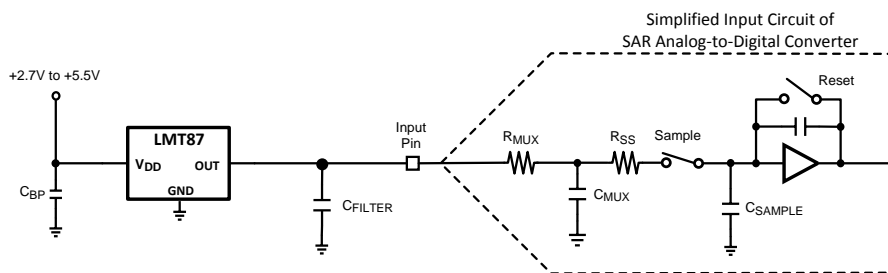 Simplified Input Circuit of
SAR Analog-to-Digital Converter
+2.7V to +5.5V
Reset
LMT87
Input
Pin
RMUX
RSS
Sample
VDD
OUT
GND
CBP
CFILTER
CMUX
CSAMPLE